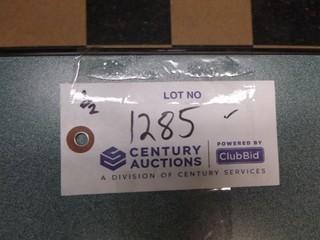 LOT NO
1285 ✓
CENTURY AUCTIONS
POWERED BY
ClubBid
A DIVISION OF CENTURY SERVICES